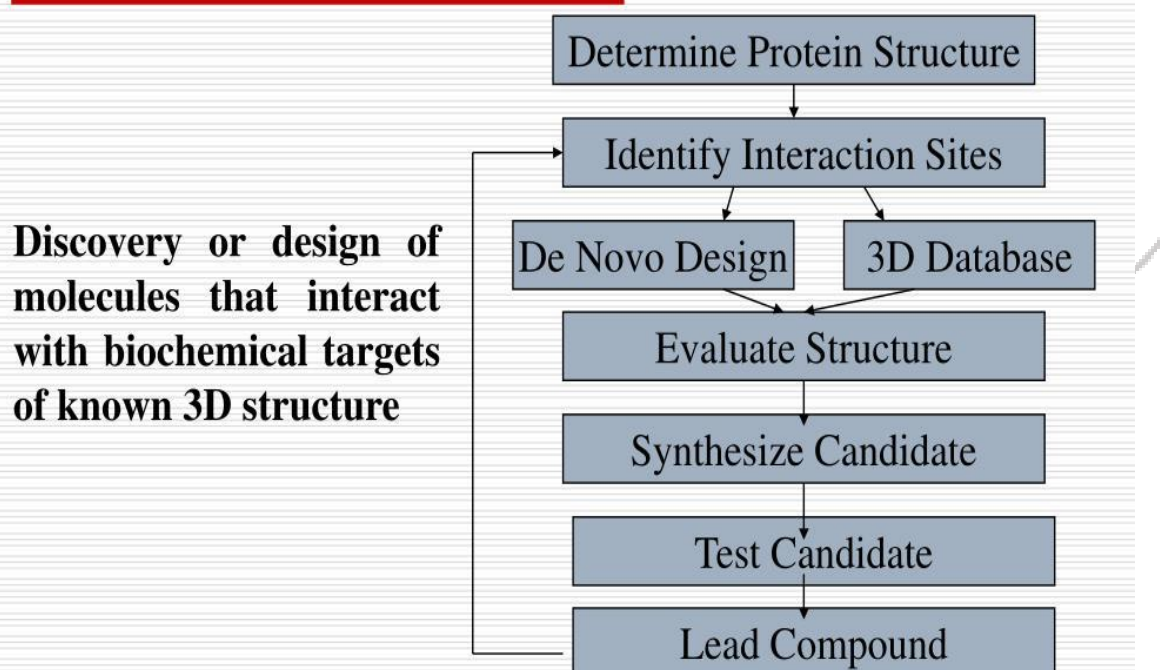 Determine Protein Structure
Identify Interaction Sites
De Novo Design
3D Database
Discovery or design of
molecules that interact
with biochemical targets
of known 3D structure
Evaluate Structure
Synthesize Candidate
Test Candidate
Lead Compound